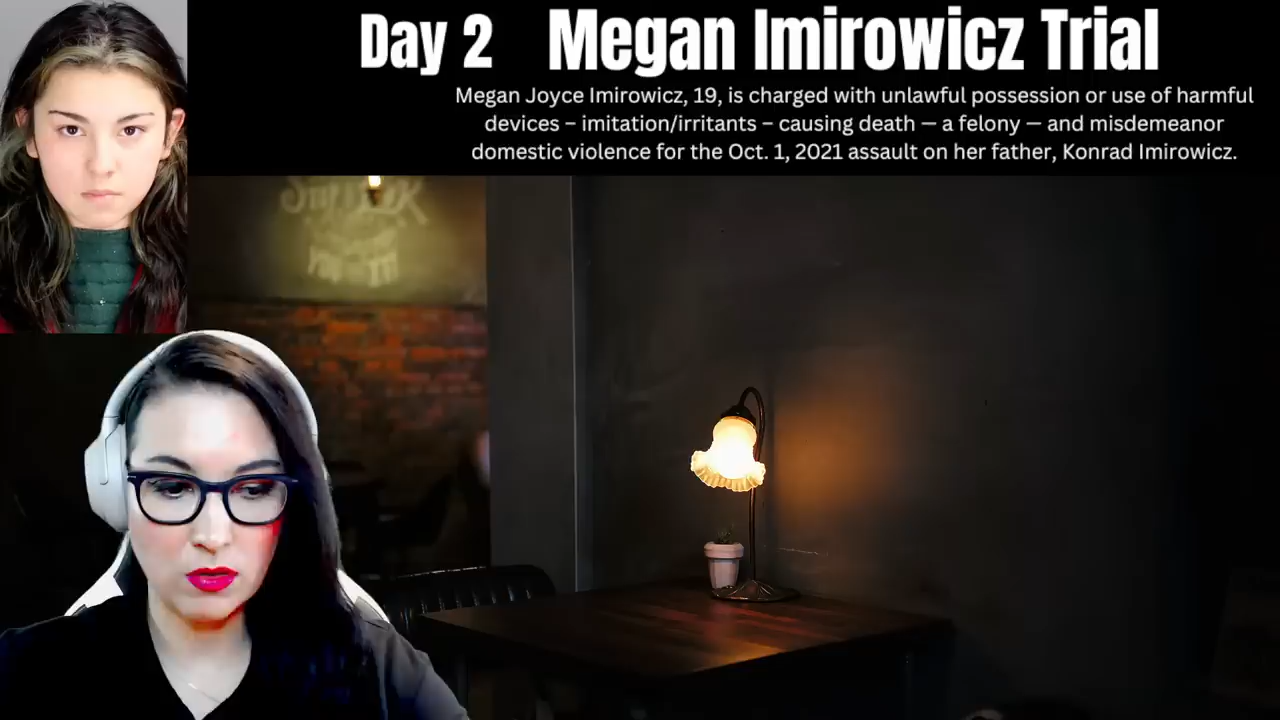 Day 2 Megan Imirowicz Trial
Megan Joyce Imirowicz, 19, is charged with unlawful possession or use of harmful
devices – imitation/irritants – causing death — a felony — and misdemeanor
domestic violence for the Oct. 1, 2021 assault on her father, Konrad Imirowicz.